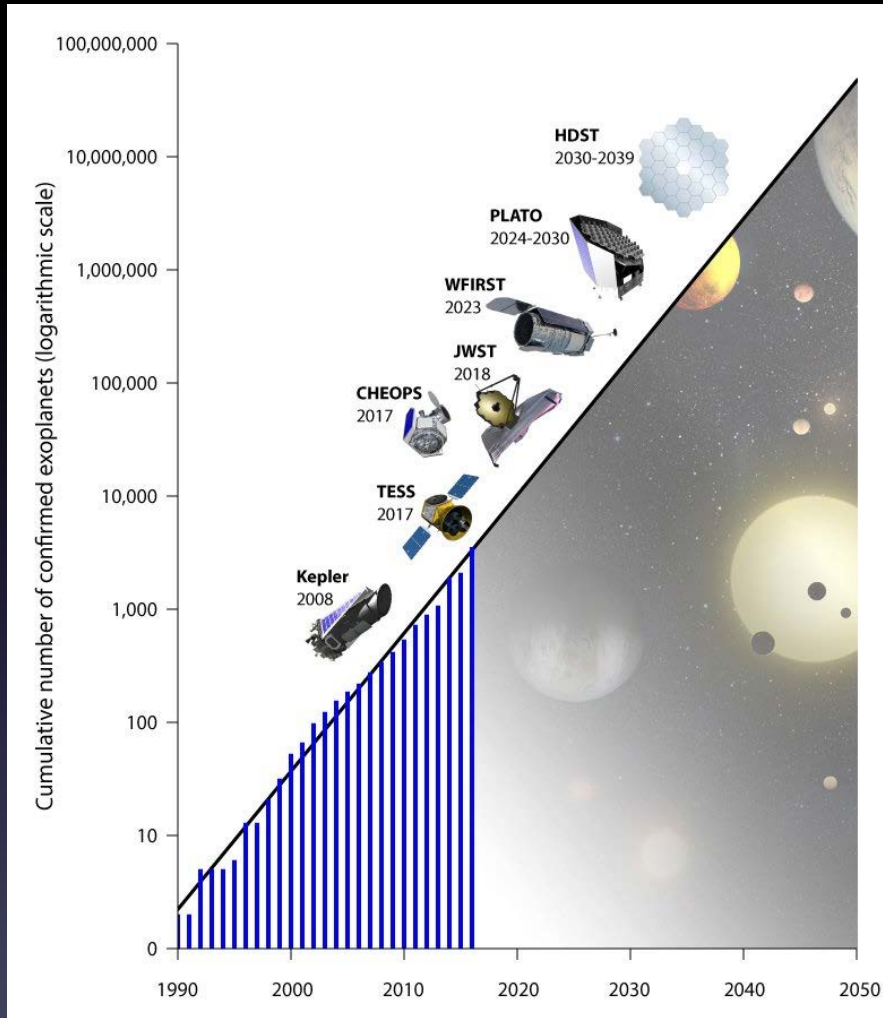 Cumulative number of confirmed exoplanets (logarithmic scale)
100,000,000
10,000,000
1,000,000
100,000
10,000
1,000
100
10
0
HDST
2030-2039
PLATO
2024-2030
WFIRST
2023
JWST
2018
CHEOPS
2017
TESS
2017
Kepler
2008
1990
2000
2010
2020
2030
2040
2050